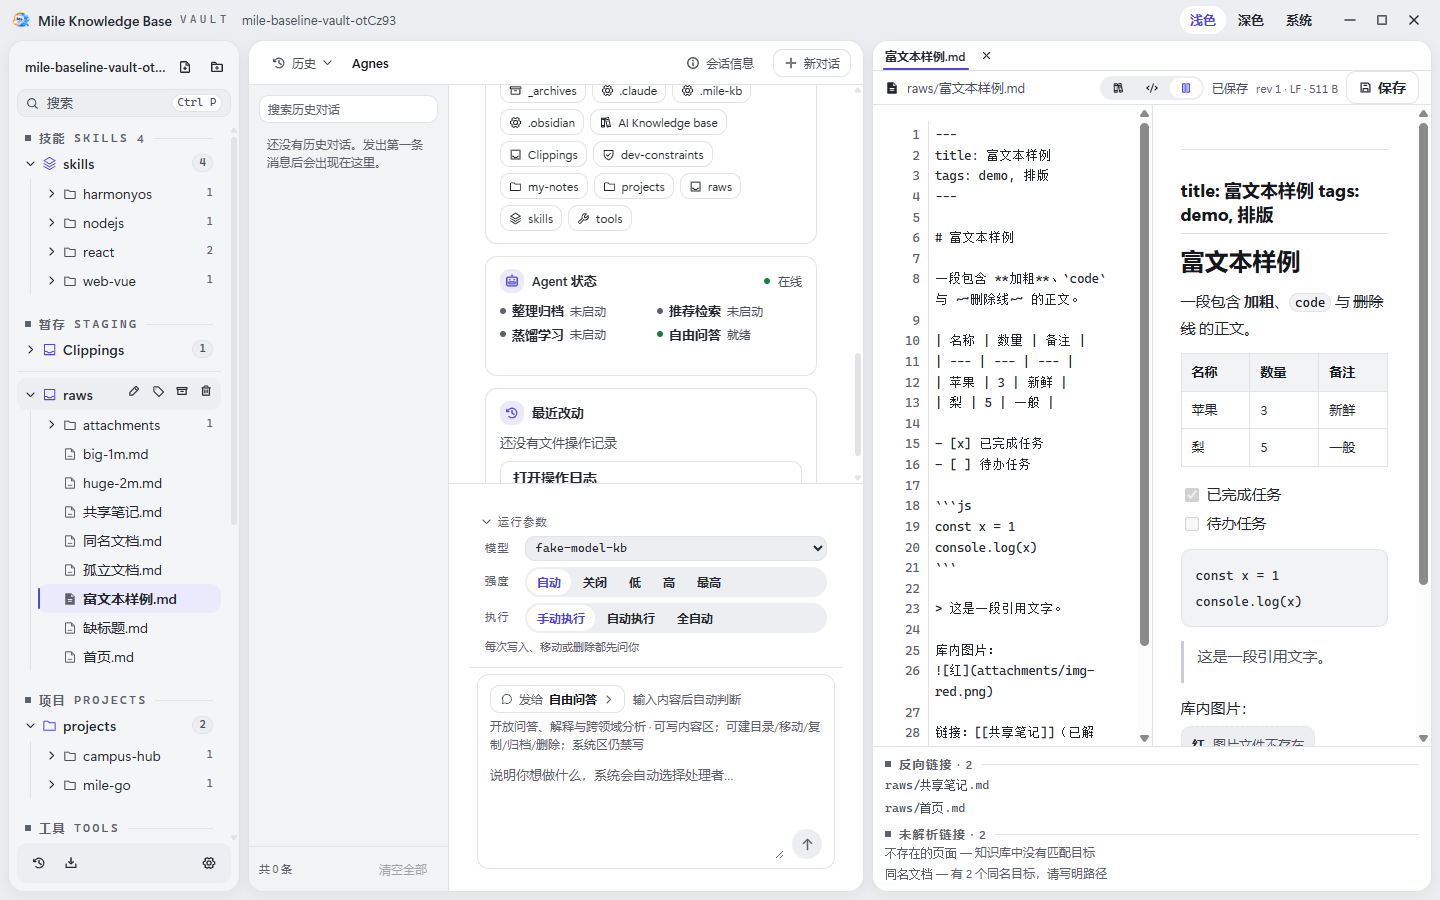 Mile Knowledge Base VAULT mile-baseline-vault-otCz93
浅色 深色 系统
mile-baseline-vault-ot...
搜索 Ctrl P
技能 SKILLS 4
skills 4
harmonyos 1
nodejs 1
react 2
web-vue 1
暂存 STAGING
Clippings 1
raws
attachments 1
big-1m.md
huge-2m.md
共享笔记.md
同名文档.md
孤立文档.md
富文本样例.md
缺标题.md
首页.md
项目 PROJECTS
projects 2
campus-hub 1
mile-go 1
工具 TOOLS
历史 Agnes
会话信息 新对话
搜索历史对话
还没有历史对话。发出第一条
消息后会出现在这里。
共 0 条 清空全部
_archives .claude .mile-kb
.obsidian AI Knowledge base
Clippings dev-constraints
my-notes projects raws
skills tools
Agent 状态 在线
整理归档 未启动 推荐检索 未启动
蒸馏学习 未启动 自由问答 就绪
最近改动
还没有文件操作记录
打开操作日志
运行参数
模型 fake-model-kb
强度 自动 关闭 低 高 最高
执行 手动执行 自动执行 全自动
每次写入、移动或删除都先问你
发给 自由问答 输入内容后自动判断
开放问答、解释与跨领域分析 · 可写内容区；可建目录/移动/复
制/归档/删除；系统区仍禁写
说明你想做什么，系统会自动选择处理者...
富文本样例.md
raws/富文本样例.md
已保存 rev 1 · LF · 511 B 保存
1 ---
2 title: 富文本样例
3 tags: demo, 排版
4 ---
5
6 # 富文本样例
7
8 一段包含 **加粗**、`code`
与 ~~删除线~~ 的正文。
9
10 | 名称 | 数量 | 备注 |
11 | --- | --- | --- |
12 | 苹果 | 3 | 新鲜 |
13 | 梨 | 5 | 一般 |
14
15 - [x] 已完成任务
16 - [ ] 待办任务
17
18 ```js
19 const x = 1
20 console.log(x)
21 ```
22
23 > 这是一段引用文字。
24
25 库内图片：
26 ![红](attachments/img-
red.png)
27
28 链接：[[共享笔记]]（已解
title: 富文本样例 tags:
demo, 排版
富文本样例
一段包含 加粗、 code 与 删除
线 的正文。
名称 数量 备注
苹果 3 新鲜
梨 5 一般
已完成任务
待办任务
const x = 1
console.log(x)
这是一段引用文字。
库内图片：
红 图片文件不存在
反向链接 · 2
raws/共享笔记.md
raws/首页.md
未解析链接 · 2
不存在的页面 — 知识库中没有匹配目标
同名文档 — 有 2 个同名目标，请写明路径